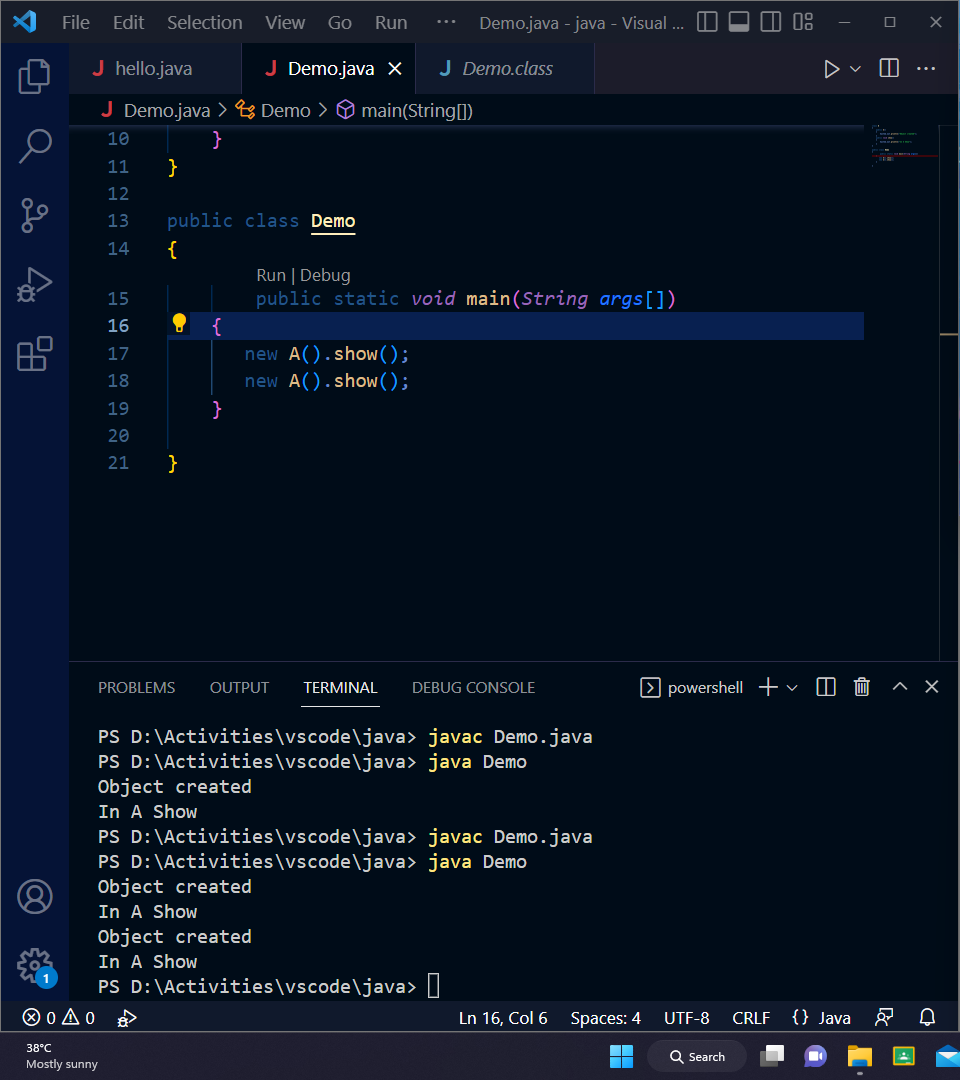 File Edit Selection View Go Run ··· Demo.java - java - Visual ...
hello.java Demo.java Demo.class
Demo.java > Demo > main(String[])
10 }
11 }
12
13 public class Demo
14 {
Run | Debug
15 public static void main(String args[])
16 {
17 new A().show();
18 new A().show();
19 }
20
21 }
PROBLEMS OUTPUT TERMINAL DEBUG CONSOLE powershell
PS D:\Activities\vscode\java> javac Demo.java
PS D:\Activities\vscode\java> java Demo
Object created
In A Show
PS D:\Activities\vscode\java> javac Demo.java
PS D:\Activities\vscode\java> java Demo
Object created
In A Show
Object created
In A Show
PS D:\Activities\vscode\java>
1
0 0 Ln 16, Col 6 Spaces: 4 UTF-8 CRLF {} Java
38°C
Mostly sunny
Search